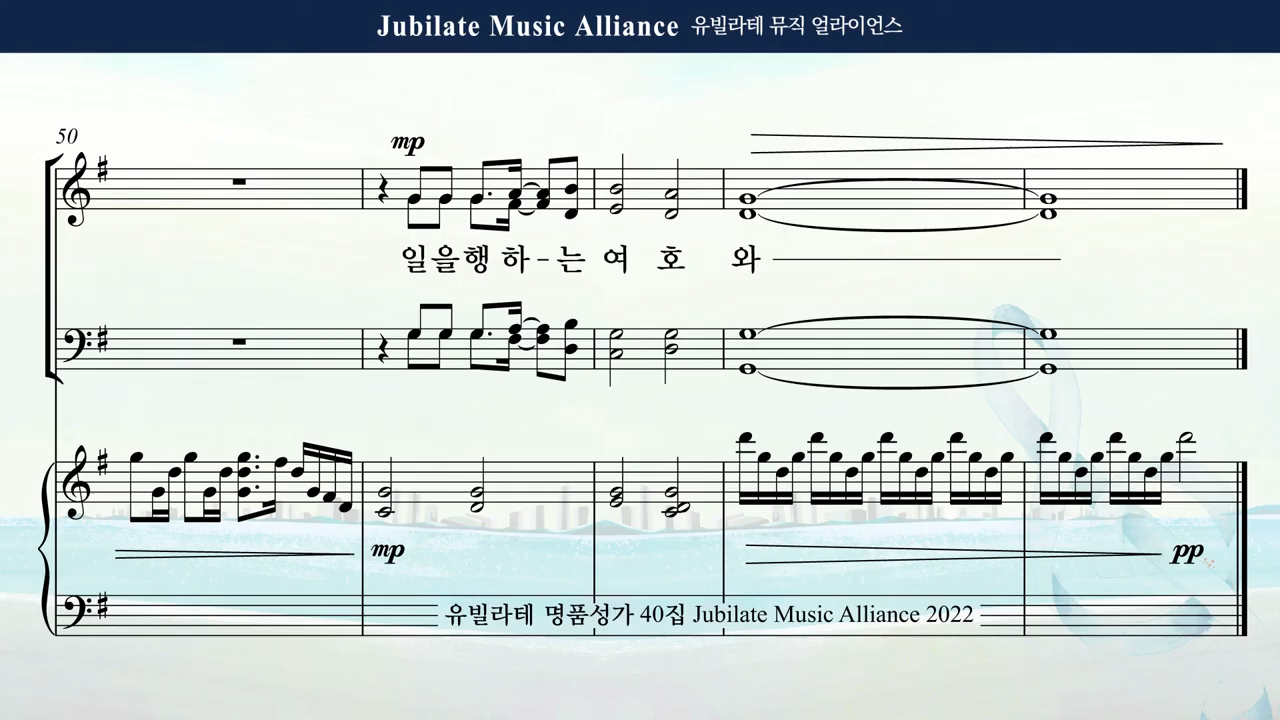 Jubilate Music Alliance 유빌라테 뮤직 얼라이언스
50
mp
일을행 하-는 여 호 와
mp
pp
유빌라테 명품성가 40집 Jubilate Music Alliance 2022